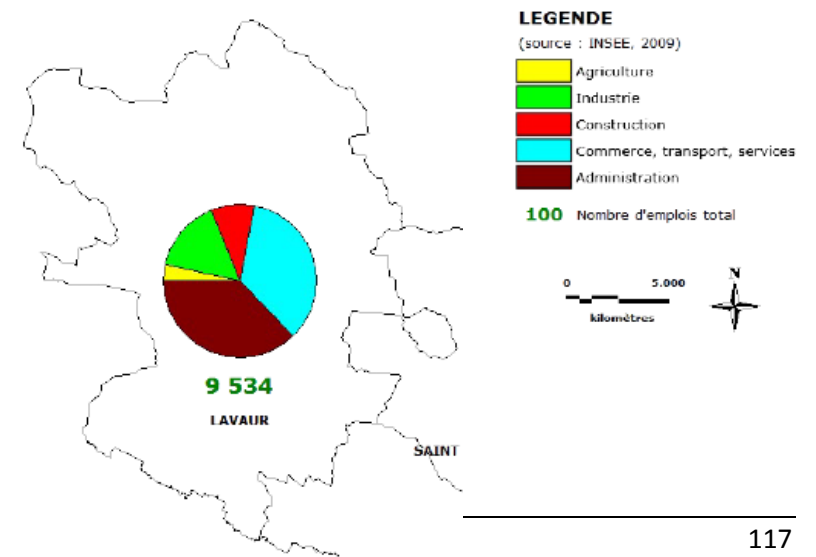 LEGENDE
(source : INSEE, 2009)
Agriculture
Industrie
Construction
Commerce, transport, services
Administration
100 Nombre d'emplois total
0 5.000
kilomètres
N
9 534
LAVAUR
SAINT
117